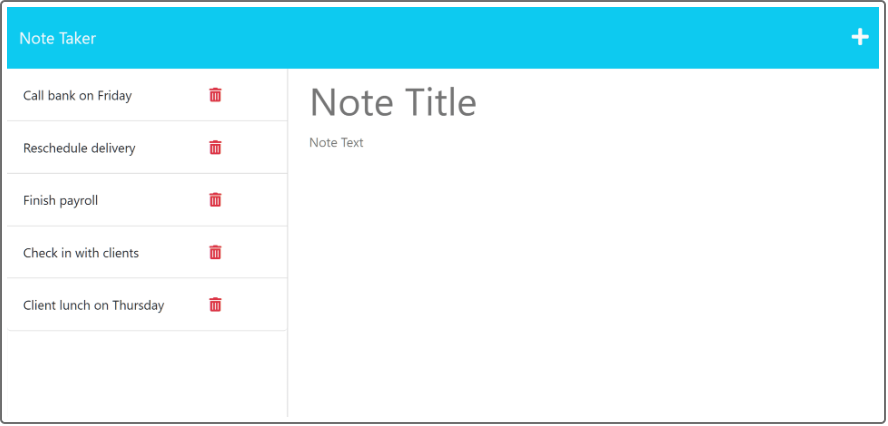 Note Taker
Call bank on Friday
Reschedule delivery
Finish payroll
Check in with clients
Client lunch on Thursday
Note Title
Note Text